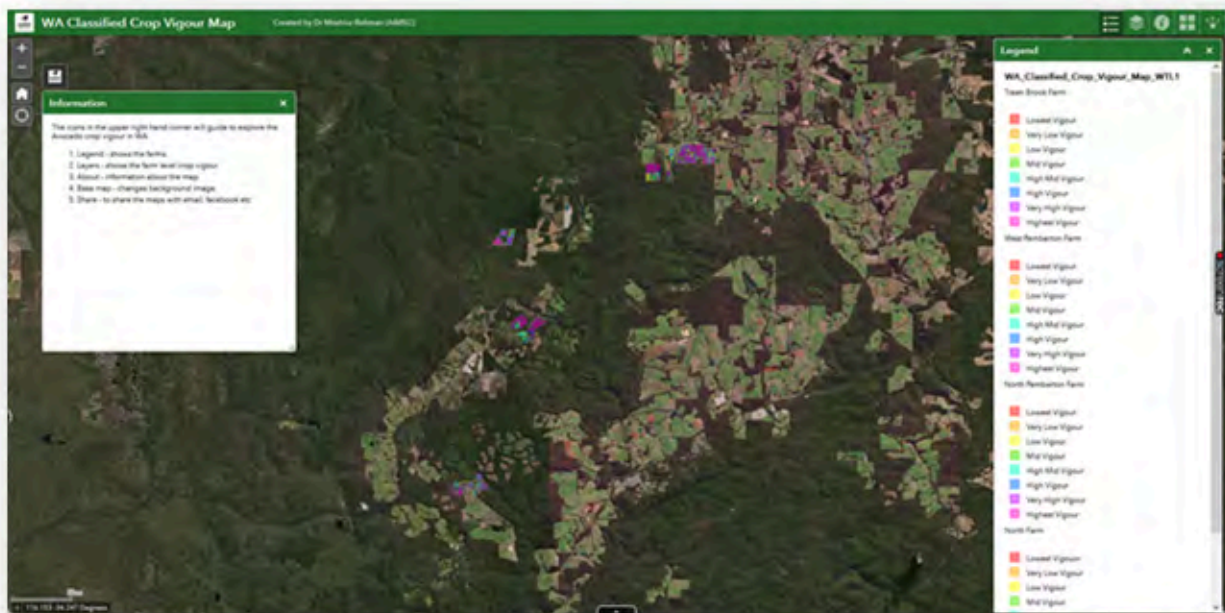 WA Classified Crop Vigour Map
Created by Dr Moshiur Rahman (AARSC)
Information
The icons in the upper right hand corner will guide to explore the
Avocado crop vigour in WA
1. Legend - shows the farms
2. Layers - shows the farm level crop vigour
3. About - information about the map
4. Base map - changes background image
5. Share - to share the maps with email, facebook etc
Legend
WA_Classified_Crop_Vigour_Map_WTL1
Treen Brook Farm
Lowest Vigour
Very Low Vigour
Low Vigour
Mid Vigour
High Mid Vigour
High Vigour
Very High Vigour
Highest Vigour
West Pemberton Farm
Lowest Vigour
Very Low Vigour
Low Vigour
Mid Vigour
High Mid Vigour
High Vigour
Very High Vigour
Highest Vigour
North Pemberton Farm
Lowest Vigour
Very Low Vigour
Low Vigour
Mid Vigour
High Mid Vigour
High Vigour
Very High Vigour
Highest Vigour
North Farm
Lowest Vigour
Very Low Vigour
Low Vigour
Mid Vigour
Degrees